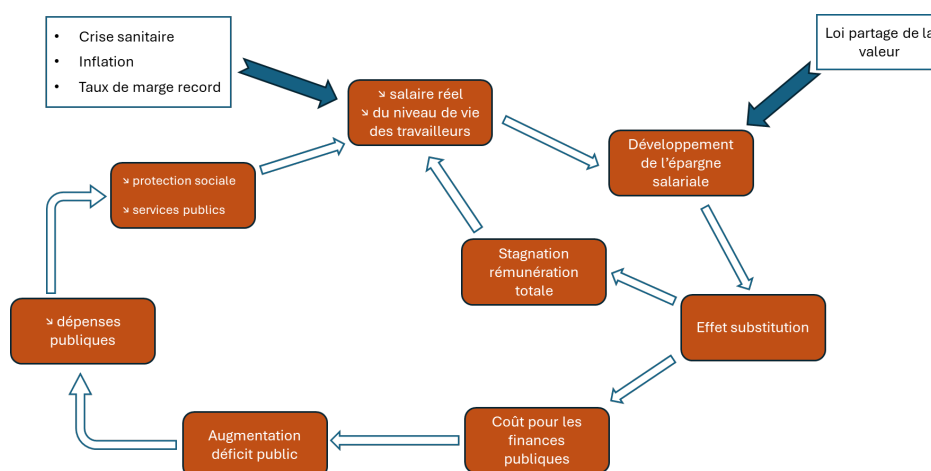 • Crise sanitaire
• Inflation
• Taux de marge record
Loi partage de la
valeur
↘ salaire réel
↘ du niveau de vie
des travailleurs
Développement
de l’épargne
salariale
↘ protection sociale
↘ services publics
Stagnation
rémunération
totale
↘ dépenses
publiques
Effet substitution
Augmentation
déficit public
Coût pour les
finances
publiques